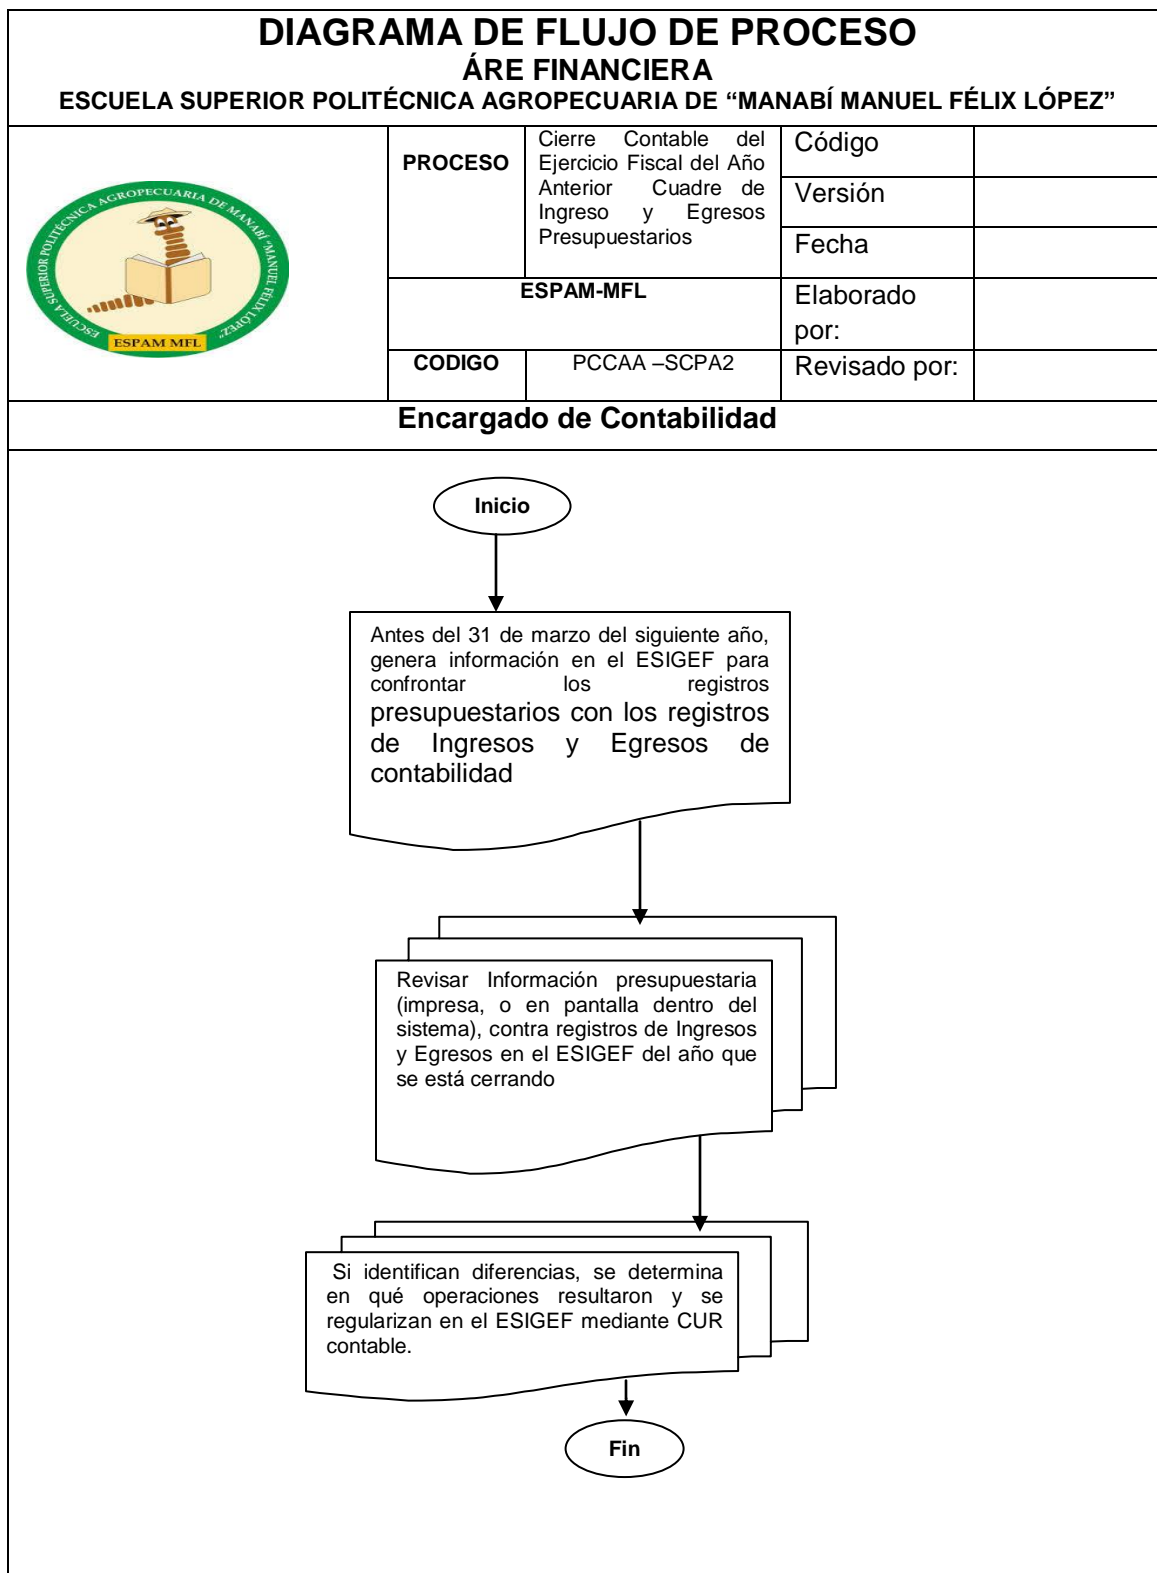 DIAGRAMA DE FLUJO DE PROCESO
ÁRE FINANCIERA
ESCUELA SUPERIOR POLITÉCNICA AGROPECUARIA DE “MANABÍ MANUEL FÉLIX LÓPEZ”
ESCUELA SUPERIOR POLITÉCNICA AGROPECUARIA DE MANABÍ "MANUEL FÉLIX LÓPEZ"
ESPAM MFL
PROCESO
Cierre Contable del
Ejercicio Fiscal del Año
Anterior Cuadre de
Ingreso y Egresos
Presupuestarios
Código
Versión
Fecha
ESPAM-MFL
Elaborado
por:
CODIGO
PCCAA –SCPA2
Revisado por:
Encargado de Contabilidad
Inicio
Antes del 31 de marzo del siguiente año,
genera información en el ESIGEF para
confrontar los registros
presupuestarios con los registros
de Ingresos y Egresos de
contabilidad
Revisar Información presupuestaria
(impresa, o en pantalla dentro del
sistema), contra registros de Ingresos
y Egresos en el ESIGEF del año que
se está cerrando
Si identifican diferencias, se determina
en qué operaciones resultaron y se
regularizan en el ESIGEF mediante CUR
contable.
Fin